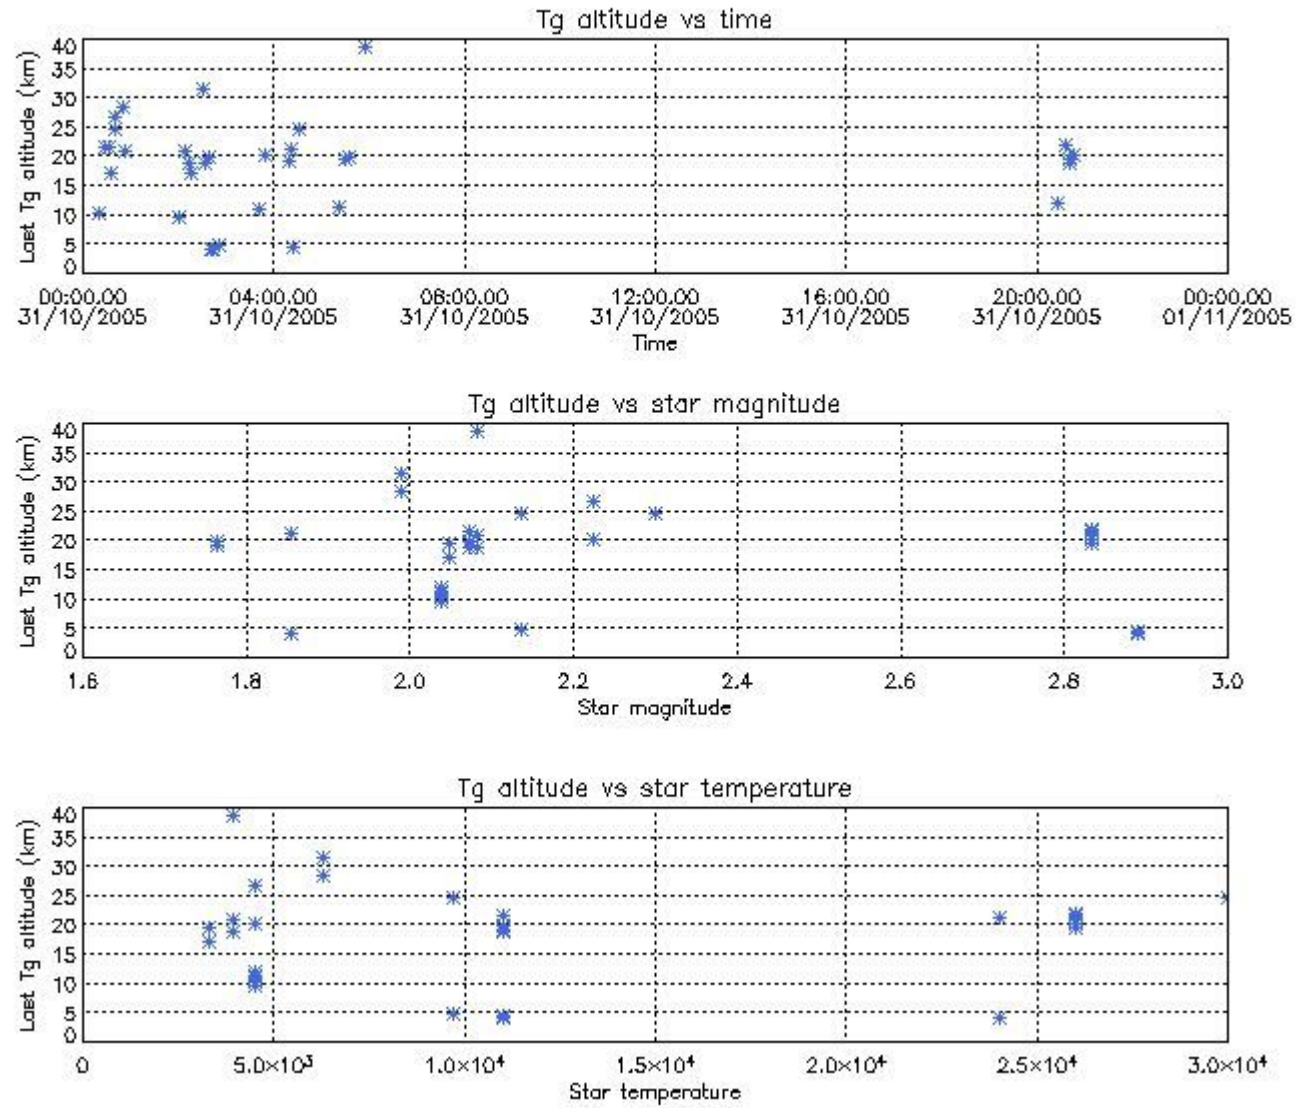 Tg altitude vs time
Last Tg altitude (km)
40
35
30
25
20
15
10
5
0
00:00.00 04:00.00 08:00.00 12:00.00 16:00.00 20:00.00 00:00.00
31/10/2005 31/10/2005 31/10/2005 31/10/2005 31/10/2005 31/10/2005 01/11/2005
Time
Tg altitude vs star magnitude
Last Tg altitude (km)
40
35
30
25
20
15
10
5
0
1.6 1.8 2.0 2.2 2.4 2.6 2.8 3.0
Star magnitude
Tg altitude vs star temperature
Last Tg altitude (km)
40
35
30
25
20
15
10
5
0
0 5.0×10³ 1.0×10⁴ 1.5×10⁴ 2.0×10⁴ 2.5×10⁴ 3.0×10⁴
Star temperature